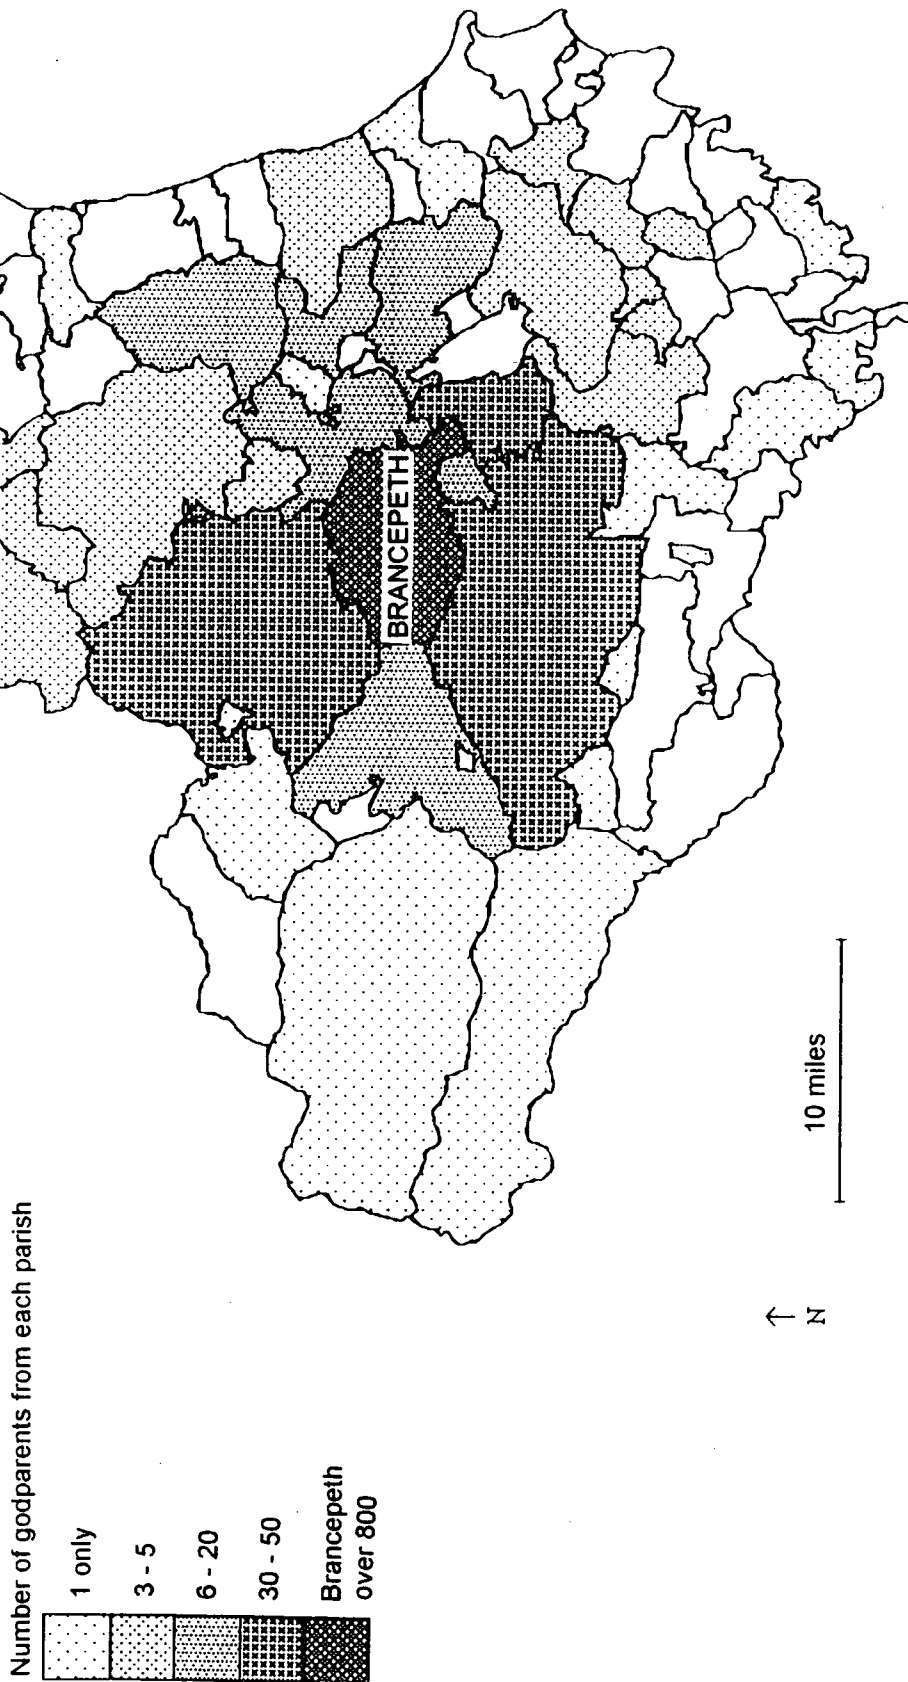 Number of godparents from each parish
1 only
3 - 5
6 - 20
30 - 50
Brancepeth
over 800
BRANCEPETH
10 miles
N